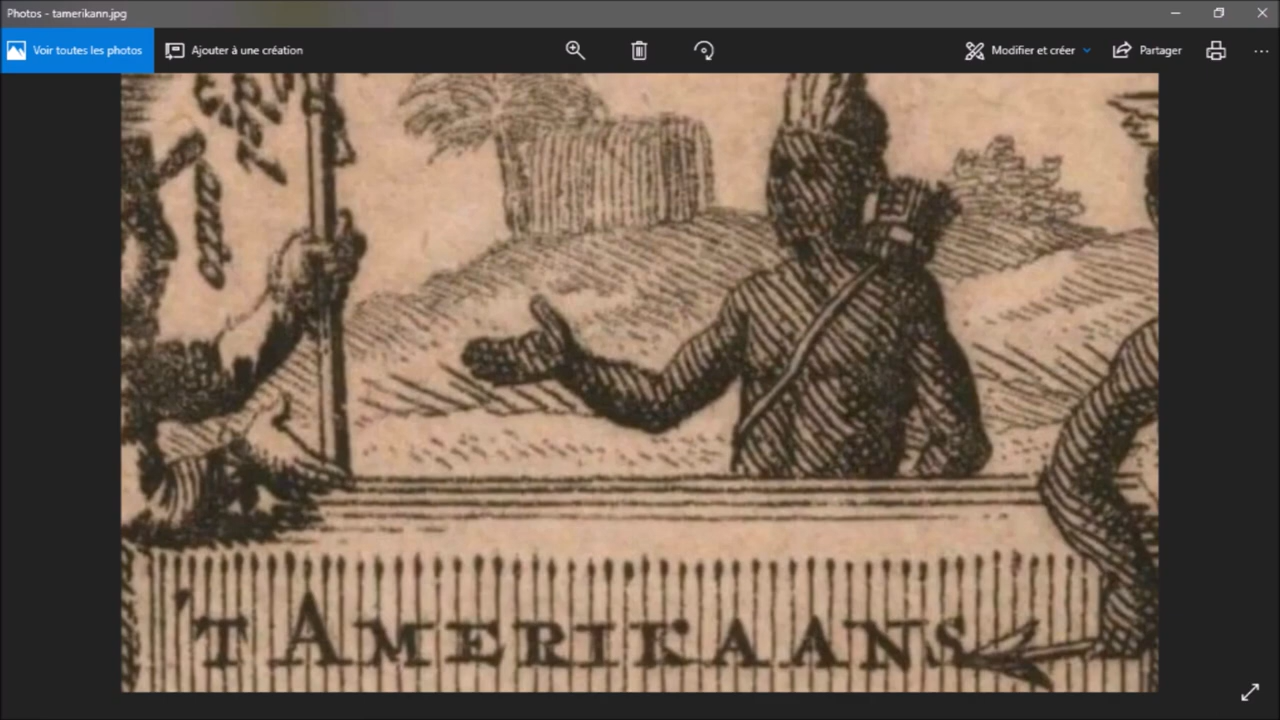 Photos - tamerikann.jpg
Voir toutes les photos
Ajouter à une création
Modifier et créer
Partager
'T AMERIKAANS